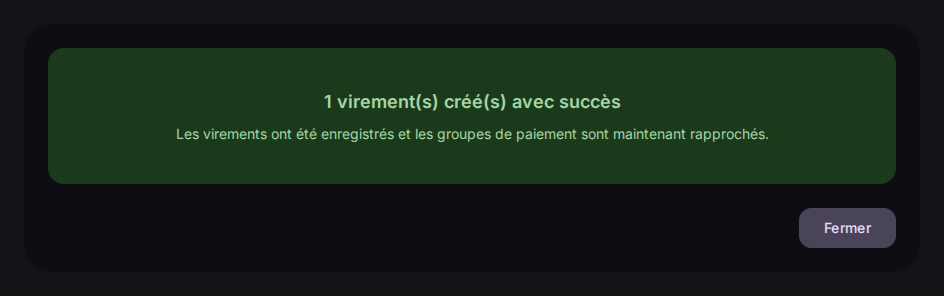 1 virement(s) créé(s) avec succès
Les virements ont été enregistrés et les groupes de paiement sont maintenant rapprochés.
Fermer